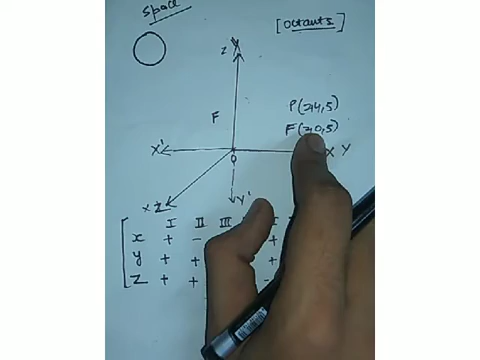 Space
[octants]
Z
P(2,4,5)
F
F(2,0,5)
X'
O
X Y
X Z
Y'
I II III
x + - +
y + + +
z + + -